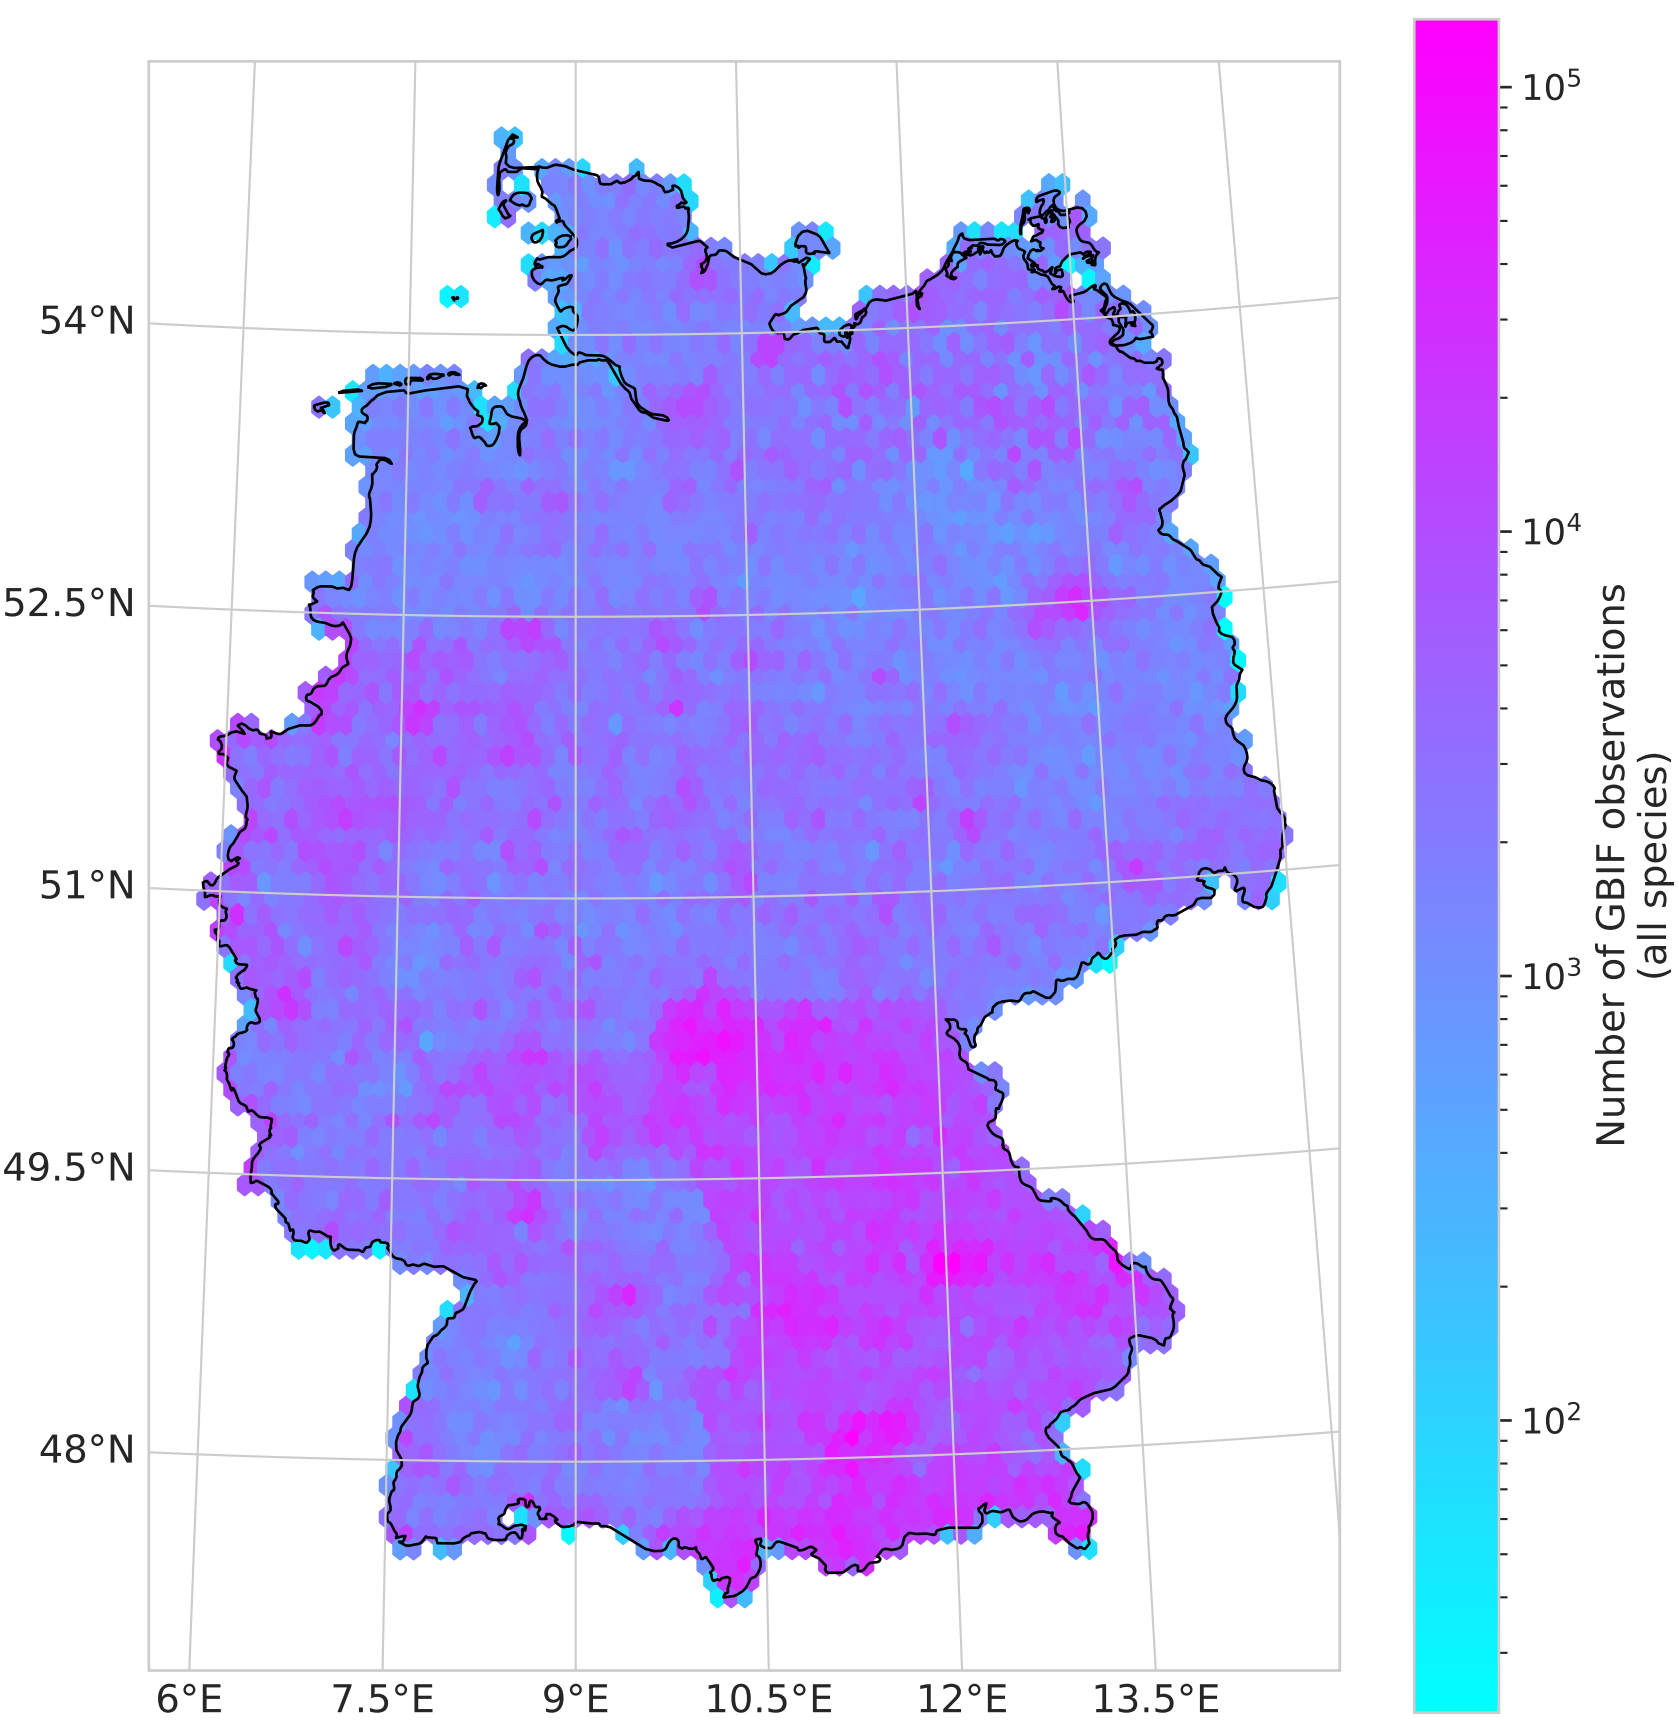 54°N
52.5°N
51°N
49.5°N
48°N
6°E
7.5°E
9°E
10.5°E
12°E
13.5°E
10⁵
10⁴
10³
10²
Number of GBIF observations
(all species)